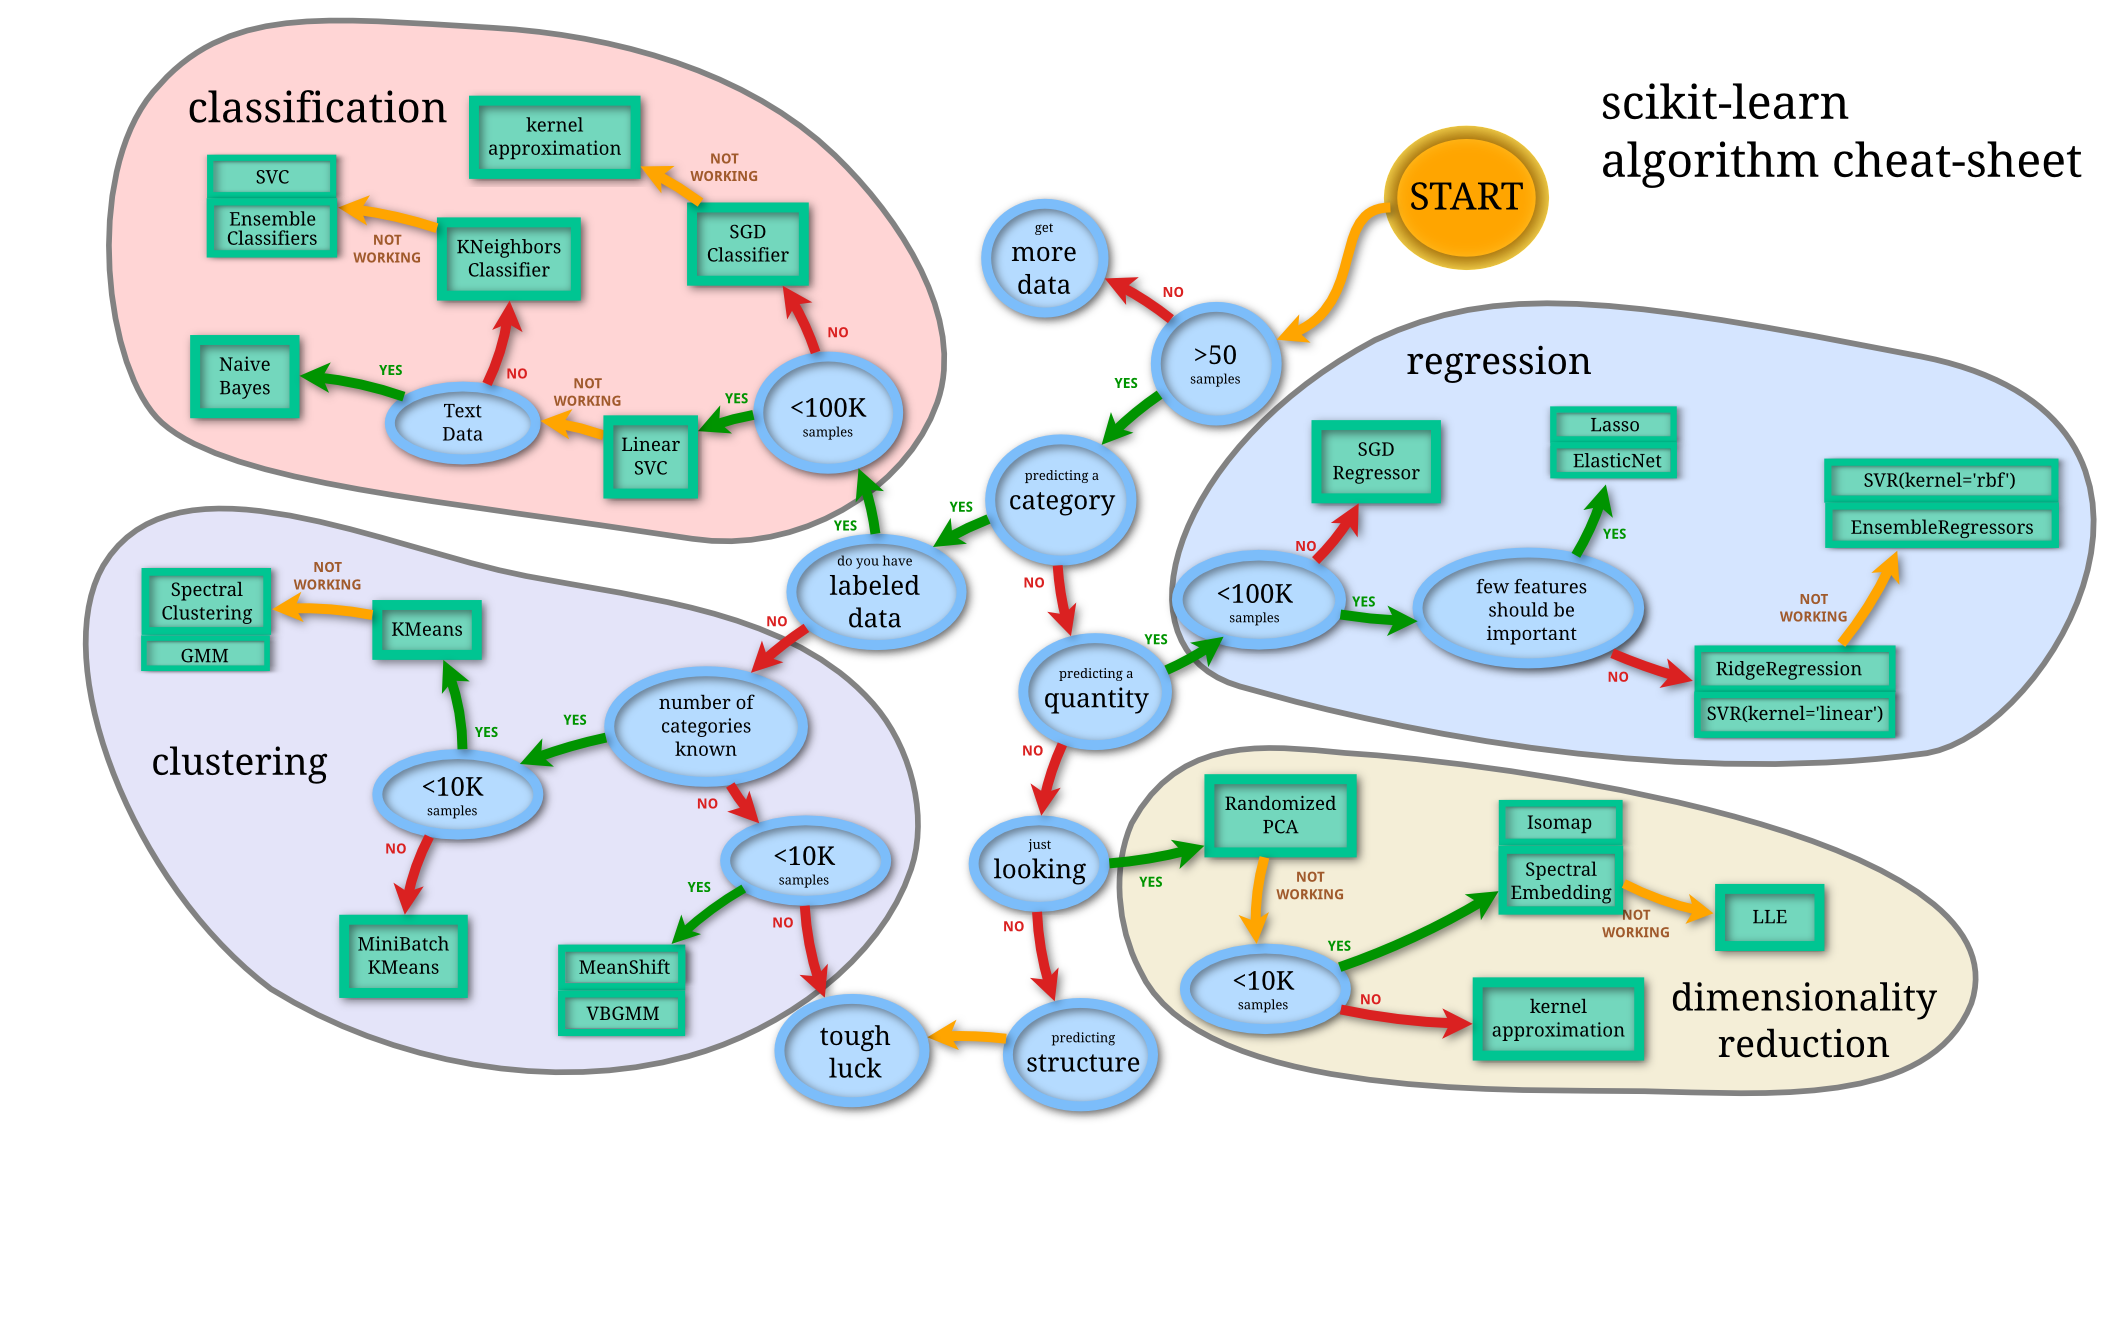 scikit-learn
algorithm cheat-sheet
START
>50
samples
NO
get
more
data
YES
predicting a
category
YES
do you have
labeled
data
YES
NO
NO
predicting a
quantity
YES
NO
just
looking
YES
NO
predicting
structure
tough
luck
classification
kernel
approximation
NOT
WORKING
SVC
Ensemble
Classifiers
NOT
WORKING
KNeighbors
Classifier
SGD
Classifier
NO
Naive
Bayes
YES
NO
Text
Data
NOT
WORKING
Linear
SVC
YES
<100K
samples
regression
SGD
Regressor
Lasso
ElasticNet
SVR(kernel='rbf')
EnsembleRegressors
NO
YES
<100K
samples
YES
few features
should be
important
NOT
WORKING
NO
RidgeRegression
SVR(kernel='linear')
clustering
Spectral
Clustering
GMM
NOT
WORKING
KMeans
YES
number of
categories
known
YES
<10K
samples
NO
NO
<10K
samples
YES
NO
MiniBatch
KMeans
MeanShift
VBGMM
dimensionality
reduction
Randomized
PCA
NOT
WORKING
Isomap
Spectral
Embedding
NOT
WORKING
LLE
YES
<10K
samples
NO
kernel
approximation